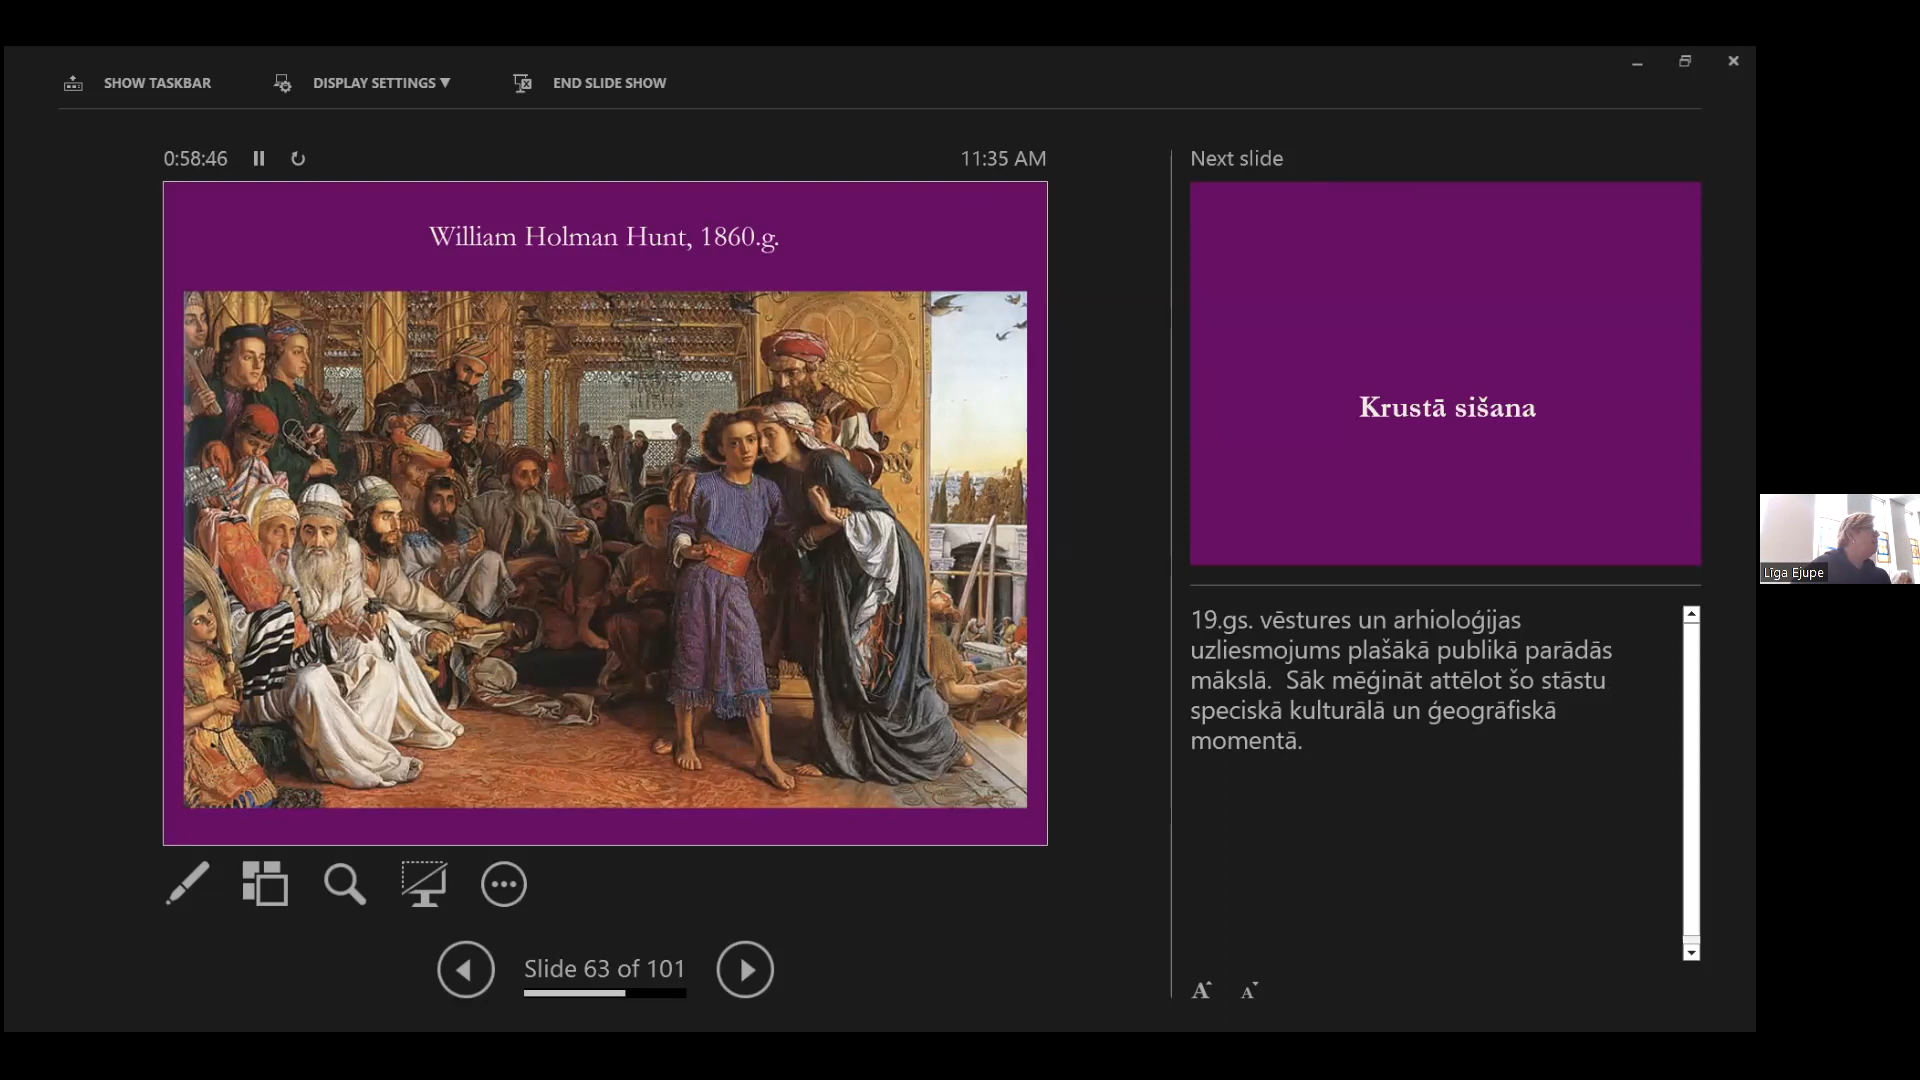 SHOW TASKBAR
DISPLAY SETTINGS ▼
END SLIDE SHOW
0:58:46
11:35 AM
William Holman Hunt, 1860.g.
Slide 63 of 101
Next slide
Krustā sišana
19.gs. vēstures un arhioloģijas
uzliesmojums plašākā publikā parādās
mākslā.  Sāk mēģināt attēlot šo stāstu
speciskā kulturālā un ģeogrāfiskā
momentā.
A A
Līga Ejupe